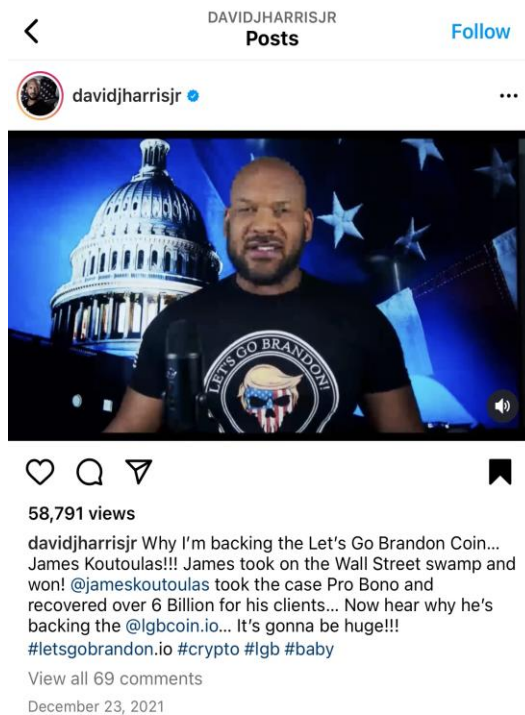 DAVIDJHARRISJR
Posts
Follow
davidjharrisjr
LET'S GO BRANDON!
58,791 views
davidjharrisjr Why I'm backing the Let's Go Brandon Coin...
James Koutoulas!!! James took on the Wall Street swamp and
won! @jameskoutoulas took the case Pro Bono and
recovered over 6 Billion for his clients... Now hear why he's
backing the @lgbcoin.io... It's gonna be huge!!!
#letsgobrandon.io #crypto #lgb #baby
View all 69 comments
December 23, 2021